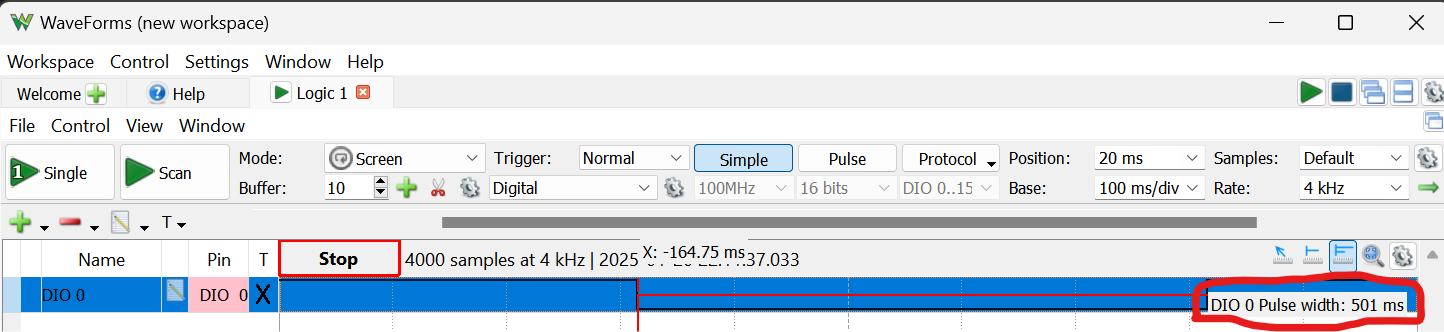 WaveForms (new workspace)
Workspace Control Settings Window Help
Welcome Help Logic 1
File Control View Window
Mode: Screen Trigger: Normal Simple Pulse Protocol Position: 20 ms Samples: Default
1 Single Scan
Buffer: 10 Digital 100MHz 16 bits DIO 0..15 Base: 100 ms/div Rate: 4 kHz
T
Name Pin T Stop 4000 samples at 4 kHz | 2025
X: -164.75 ms
37.033
DIO 0 DIO 0 X DIO 0 Pulse width: 501 ms